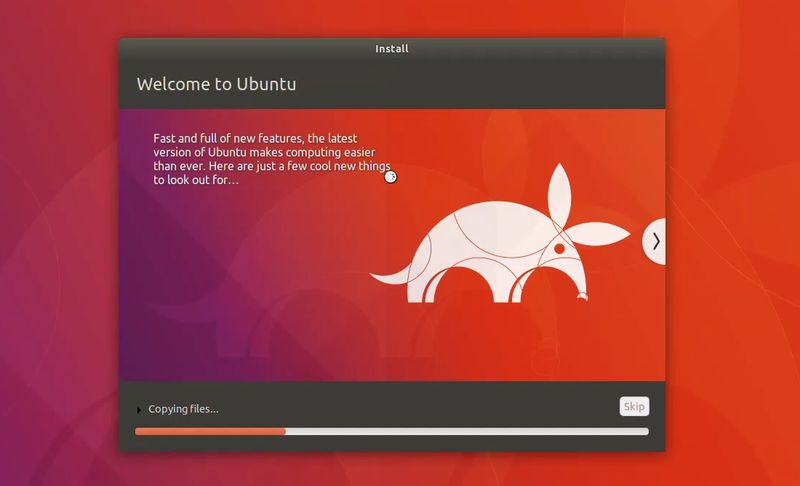 Install
Welcome to Ubuntu
Fast and full of new features, the latest
version of Ubuntu makes computing easier
than ever. Here are just a few cool new things
to look out for…
Copying files...
Skip